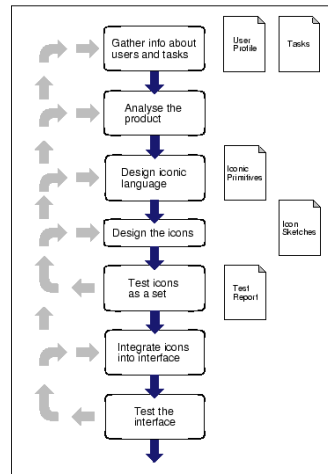 Gather info about
users and tasks
User
Profile
Tasks
Analyse the
product
Design iconic
language
Iconic
Primitives
Design the icons
Icon
Sketches
Test icons
as a set
Test
Report
Integrate icons
into interface
Test the
interface